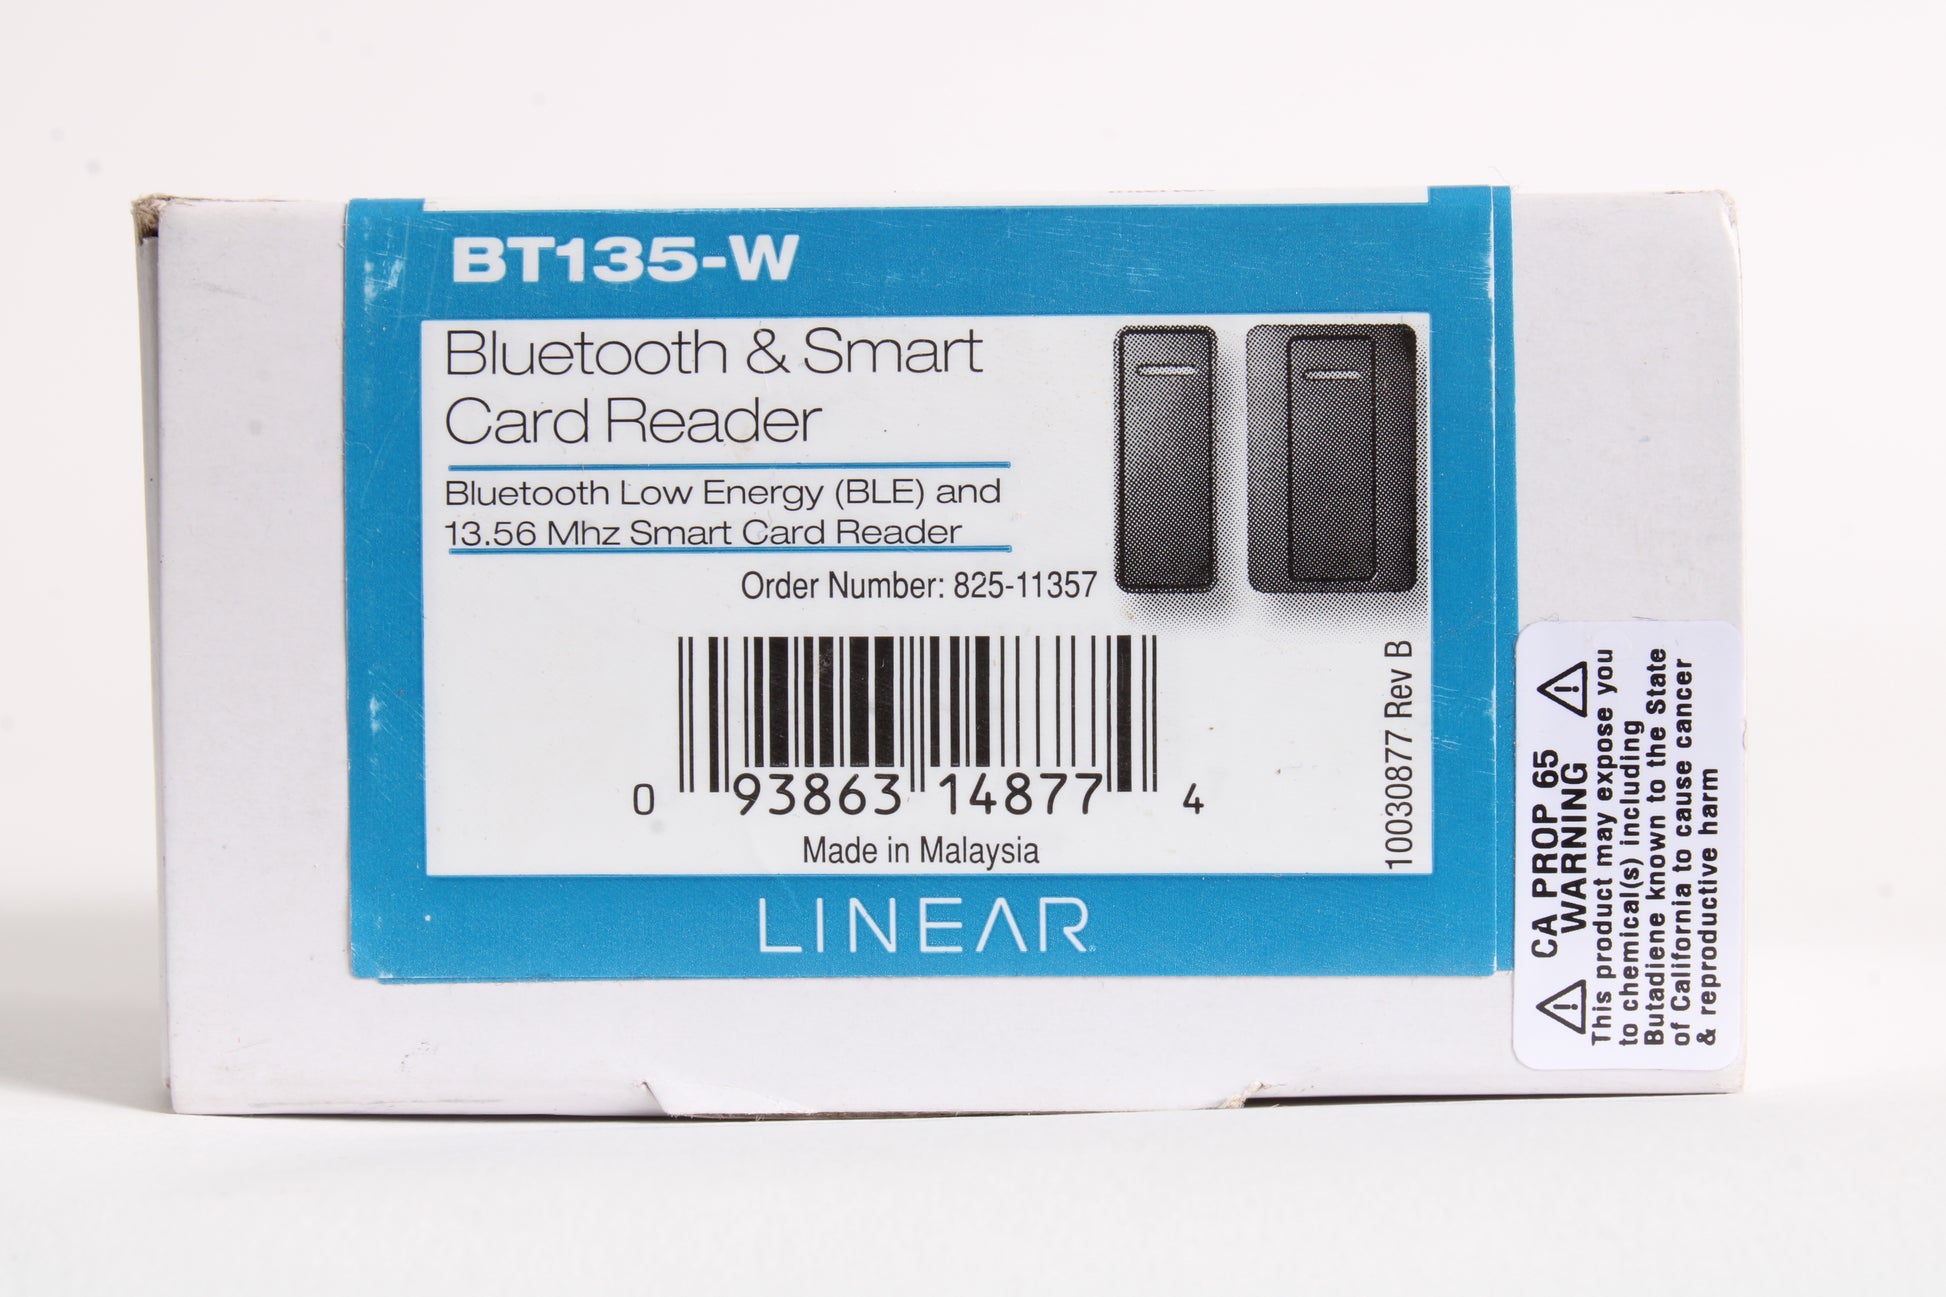 BT135-W
Bluetooth & Smart
Card Reader
Bluetooth Low Energy (BLE) and
13.56 Mhz Smart Card Reader
Order Number: 825-11357
0 93863 14877 4
Made in Malaysia
1003087​7 Rev B
LINEAR
CA PROP 65
WARNING
This product may expose you
to chemical(s) including
Butadiene known to the State
of California to cause cancer
& reproductive harm